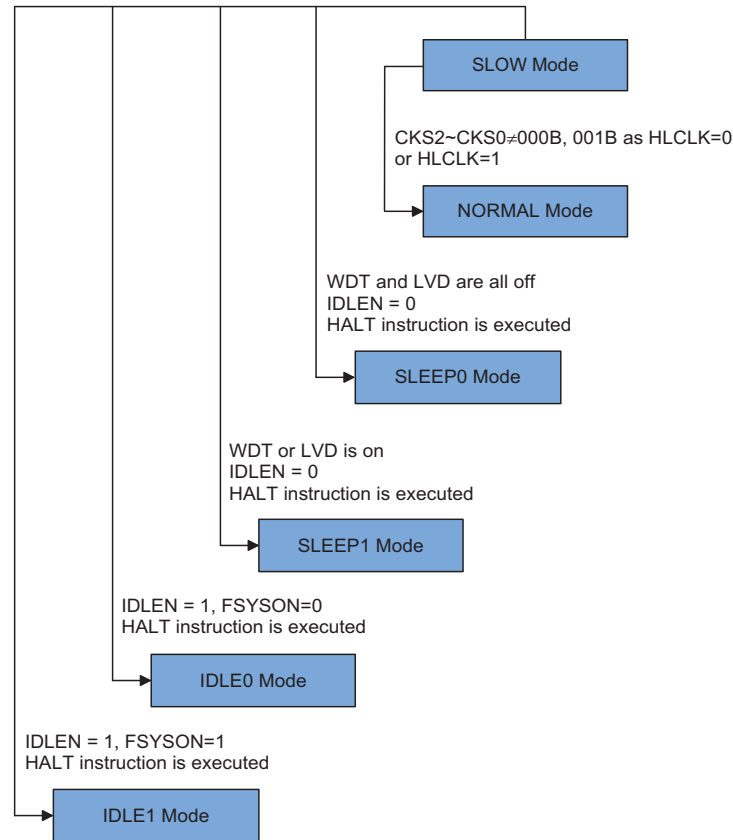 SLOW Mode
CKS2~CKS0≠000B, 001B as HLCLK=0
or HLCLK=1
NORMAL Mode
WDT and LVD are all off
IDLEN = 0
HALT instruction is executed
SLEEP0 Mode
WDT or LVD is on
IDLEN = 0
HALT instruction is executed
SLEEP1 Mode
IDLEN = 1, FSYSON=0
HALT instruction is executed
IDLE0 Mode
IDLEN = 1, FSYSON=1
HALT instruction is executed
IDLE1 Mode